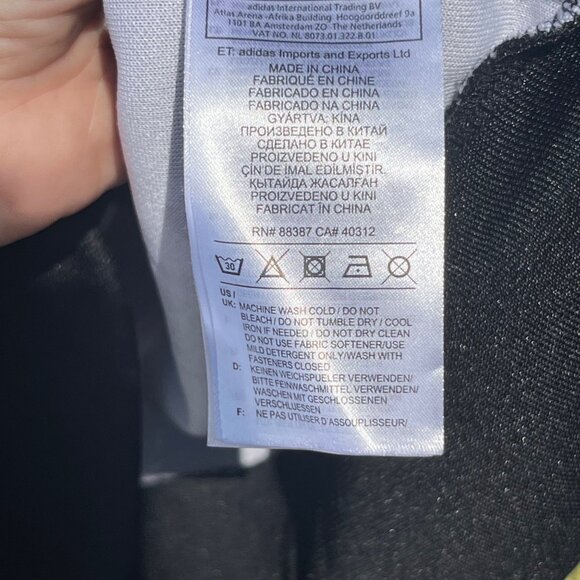 adidas International Trading BV
Atlas Arena - Afrika Building Hoogoorddreef 9a
1101 BA Amsterdam ZO · The Netherlands
VAT NO. NL 8073.01.322.B.01
ET: adidas Imports and Exports Ltd
MADE IN CHINA
FABRIQUÉ EN CHINE
FABRICADO EN CHINA
FABRICADO NA CHINA
GYÁRTVA: KÍNA
ПРОИЗВЕДЕНО В КИТАЙ
СДЕЛАНО В КИТАЕ
PROIZVEDENO U KINI
ÇİN'DE IMAL EDİLMİŞTİR.
ҚЫТАЙДА ЖАСАЛҒАН
PROIZVEDENO U KINI
FABRICAT ÎN CHINA
RN# 88387 CA# 40312
30
US /
UK: MACHINE WASH COLD / DO NOT
BLEACH / DO NOT TUMBLE DRY / COOL
IRON IF NEEDED / DO NOT DRY CLEAN
DO NOT USE FABRIC SOFTENER/USE
MILD DETERGENT ONLY/WASH WITH
FASTENERS CLOSED
D: KEINEN WEICHSPUELER VERWENDEN/
BITTE FEINWASCHMITTEL VERWENDEN/
WASCHEN MIT GESCHLOSSENEN
VERSCHLUESSEN
F: NE PAS UTILISER D'ASSOUPLISSEUR/